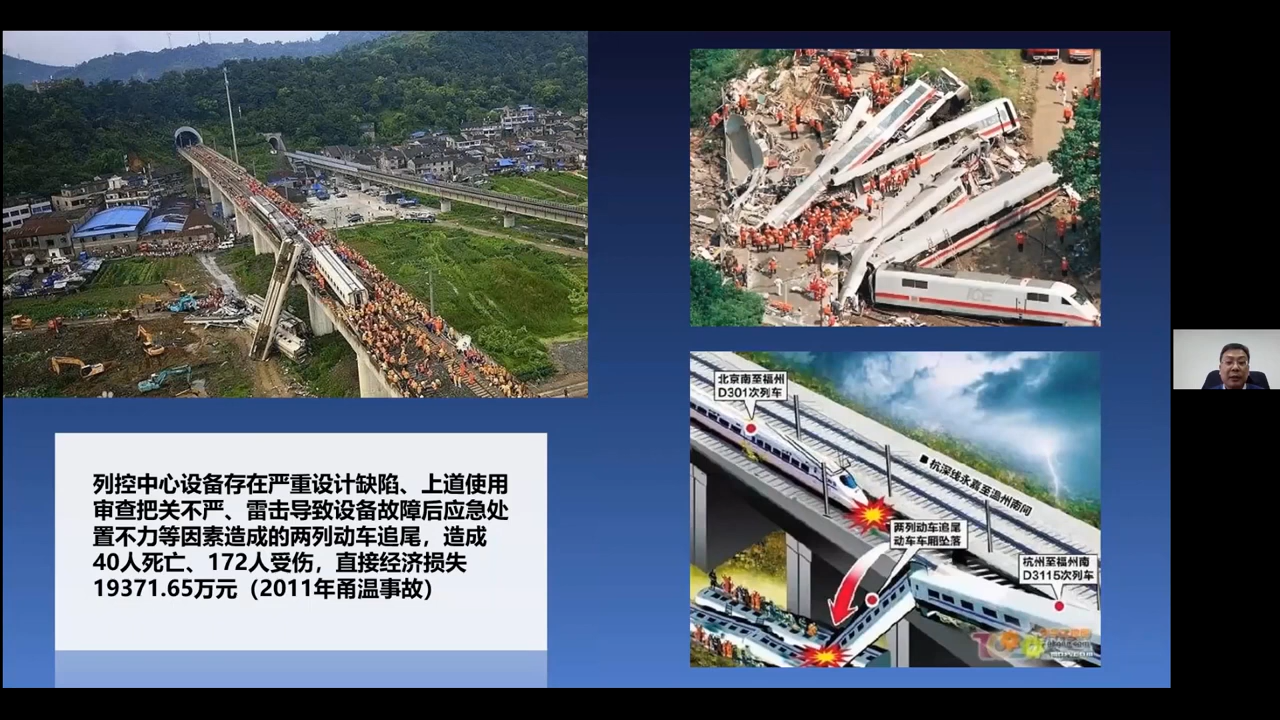 列控中心设备存在严重设计缺陷、上道使用
审查把关不严、雷击导致设备故障后应急处
置不力等因素造成的两列动车追尾，造成
40人死亡、172人受伤，直接经济损失
19371.65万元（2011年甬温事故）
ICE
北京南至福州
D301次列车
■ 杭深线永嘉至温州南间
两列动车追尾
动车车厢坠落
杭州至福州南
D3115次列车